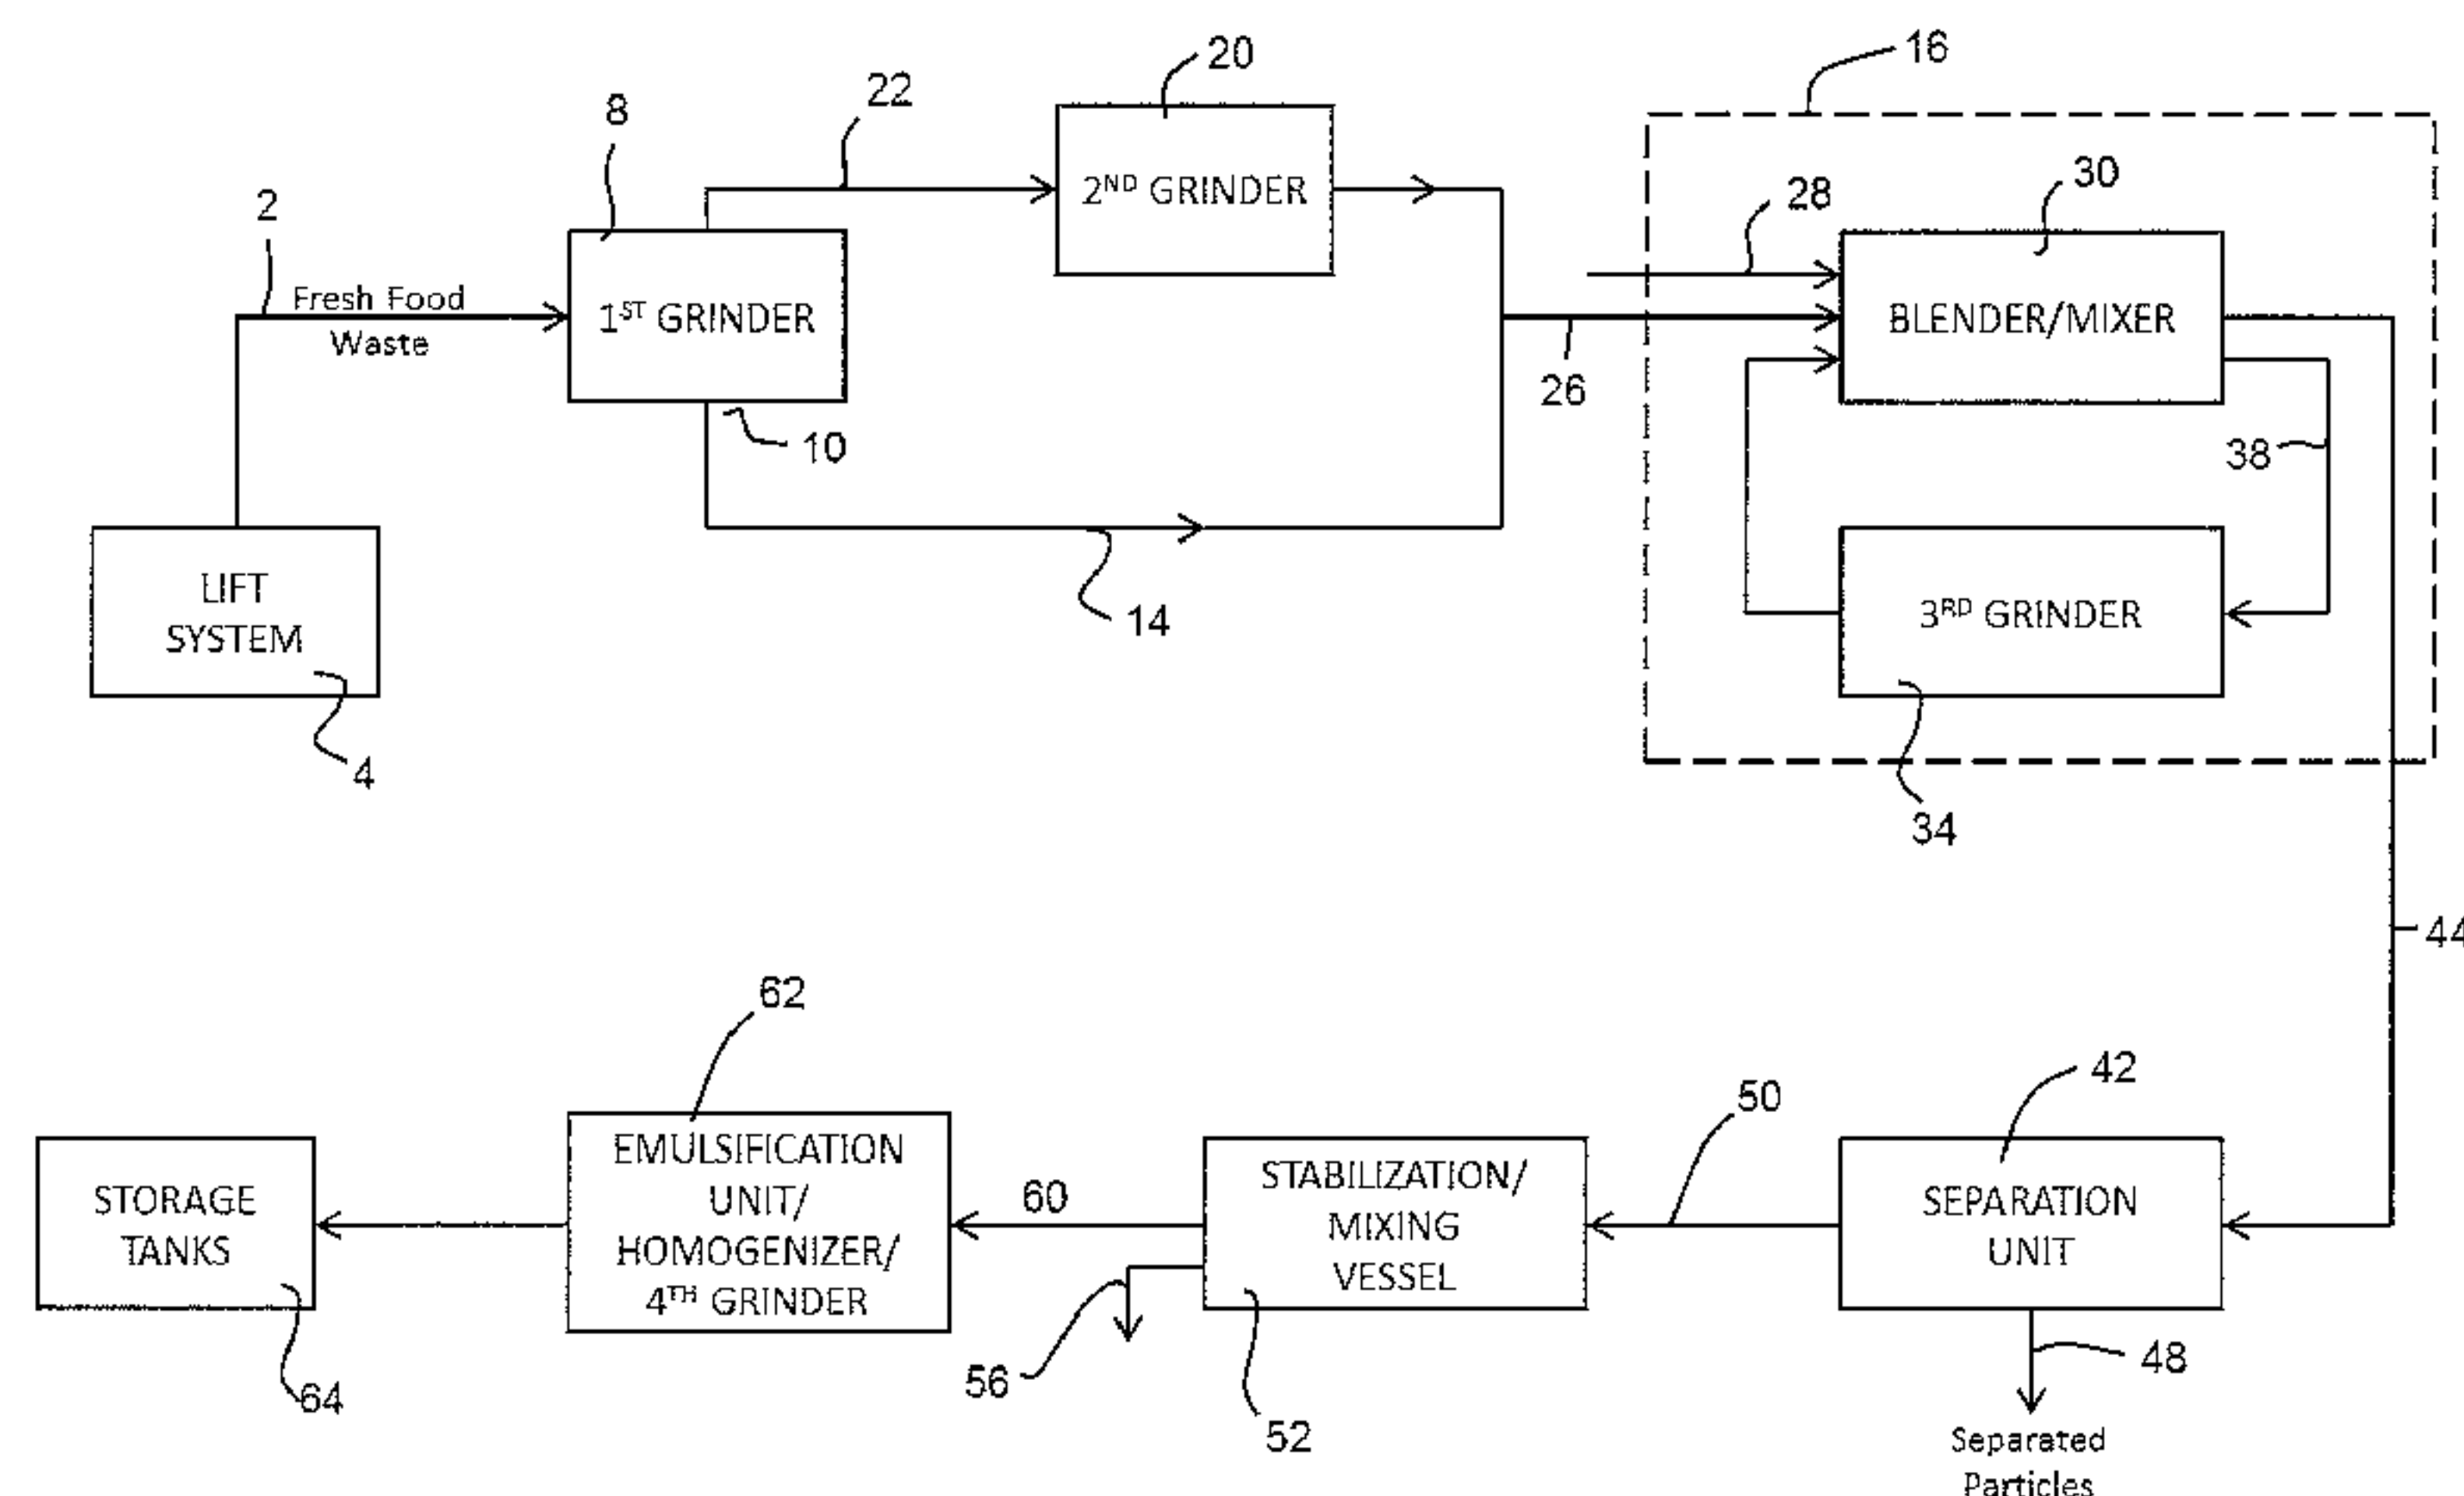 20
16
22
8
30
2ND GRINDER
28
2
Fresh Food
Waste
1ST GRINDER
BLENDER/MIXER
26
10
38
LIFT
SYSTEM
3RD GRINDER
14
4
34
44
62
42
50
EMULSIFICATION
UNIT/
HOMOGENIZER/
4TH GRINDER
STORAGE
TANKS
60
STABILIZATION/
MIXING
VESSEL
SEPARATION
UNIT
56
48
64
52
Separated
Particles